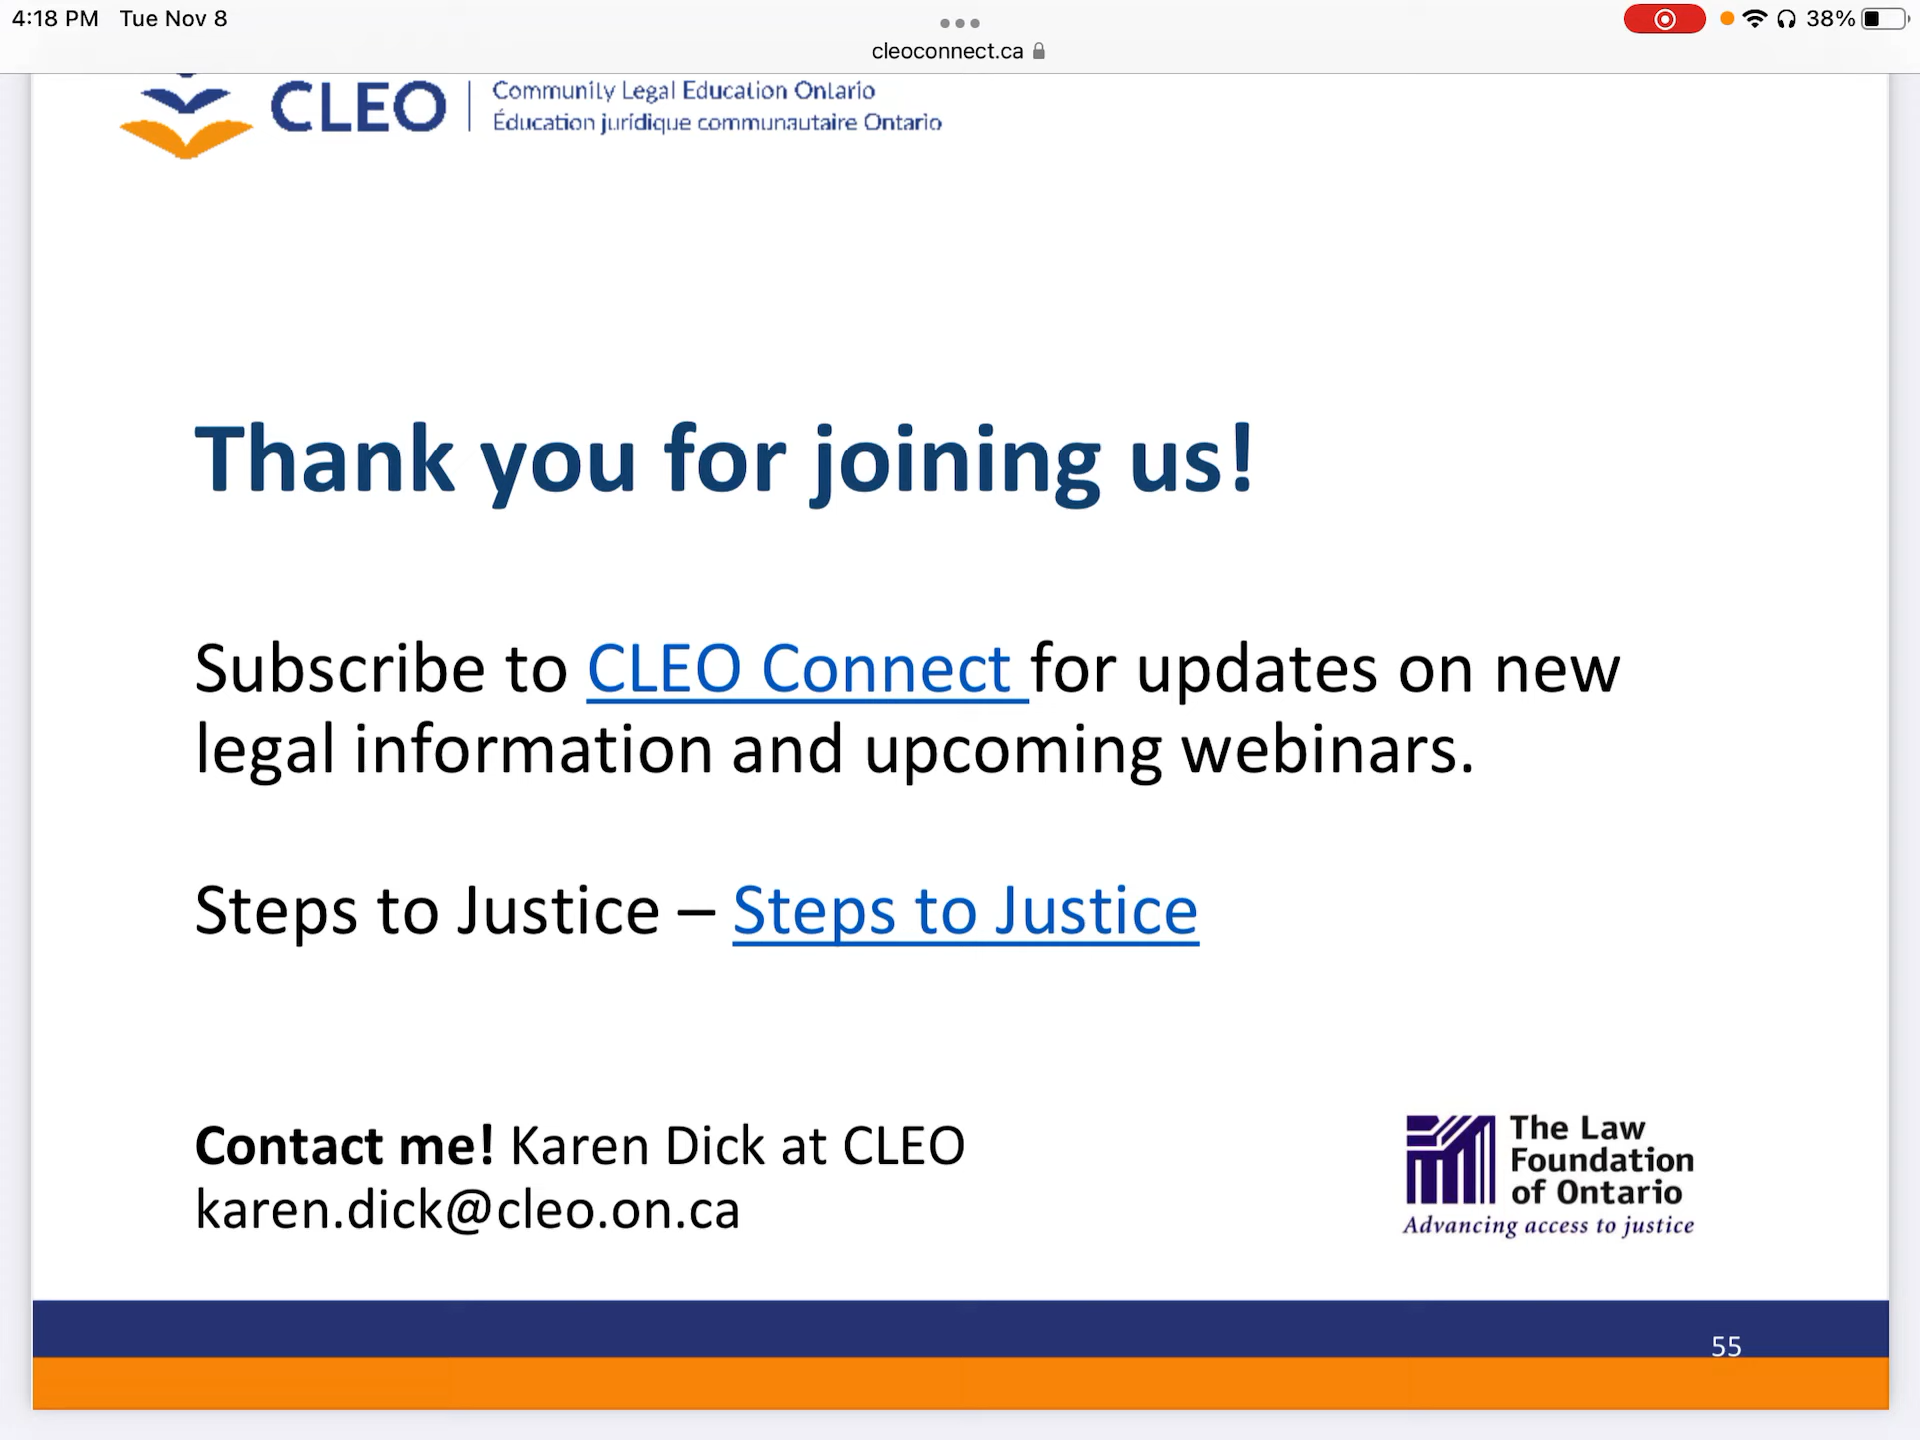 4:18 PM Tue Nov 8
38%
cleoconnect.ca
CLEO
Community Legal Education Ontario
Éducation juridique communautaire Ontario
Thank you for joining us!
Subscribe to CLEO Connect for updates on new
legal information and upcoming webinars.
Steps to Justice – Steps to Justice
Contact me! Karen Dick at CLEO
karen.dick@cleo.on.ca
The Law
Foundation
of Ontario
Advancing access to justice
55